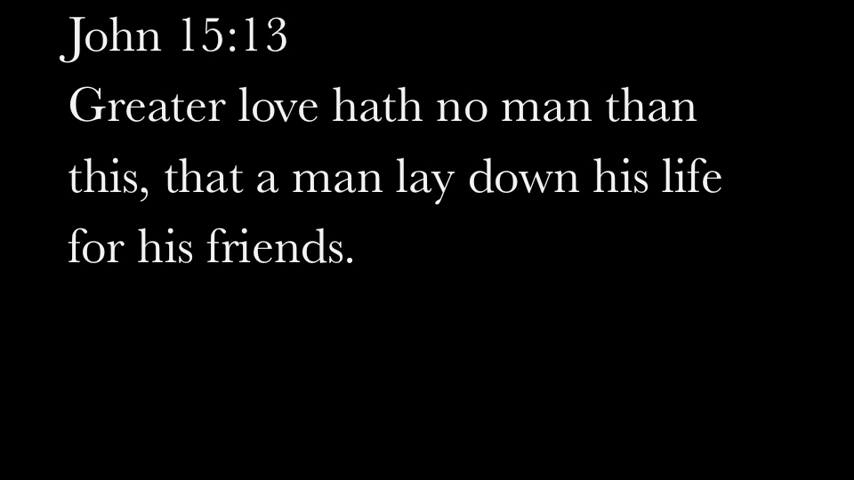 John 15:13
Greater love hath no man than
this, that a man lay down his life
for his friends.